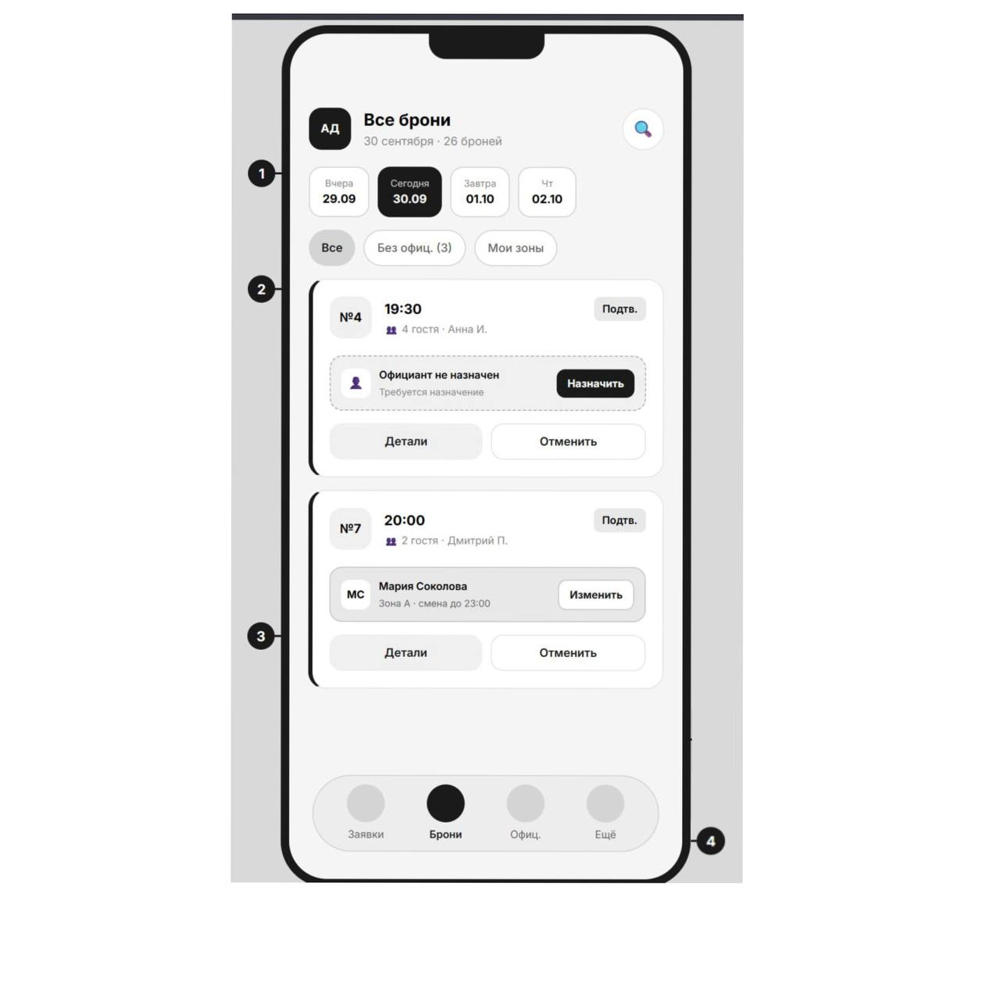 АД
Все брони
30 сентября · 26 броней
1
Вчера
29.09
Сегодня
30.09
Завтра
01.10
Чт
02.10
Все
Без офиц. (3)
Мои зоны
2
№4
19:30
4 гостя · Анна И.
Подтв.
Официант не назначен
Требуется назначение
Назначить
Детали
Отменить
№7
20:00
2 гостя · Дмитрий П.
Подтв.
МС
Мария Соколова
Зона А · смена до 23:00
Изменить
3
Детали
Отменить
Заявки
Брони
Офиц.
Ещё
4